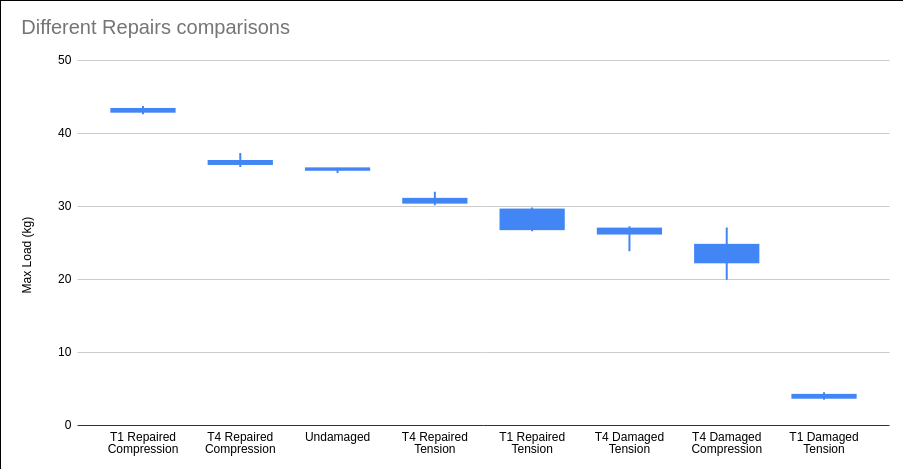 Different Repairs comparisons
50
40
30
20
10
0
Max Load (kg)
T1 Repaired
Compression
T4 Repaired
Compression
Undamaged
T4 Repaired
Tension
T1 Repaired
Tension
T4 Damaged
Tension
T4 Damaged
Compression
T1 Damaged
Tension